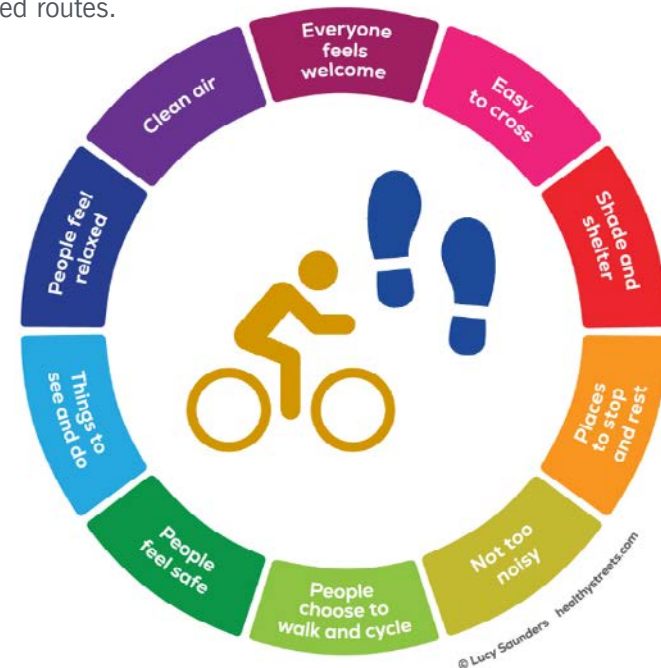 ed routes.
Everyone
feels
welcome
Easy
to cross
Shade and
shelter
Places
to stop
and rest
Not too
noisy
People
choose to
walk and cycle
People
feel safe
Things to
see and do
People feel
relaxed
Clean air
© Lucy Saunders healthystreets.com